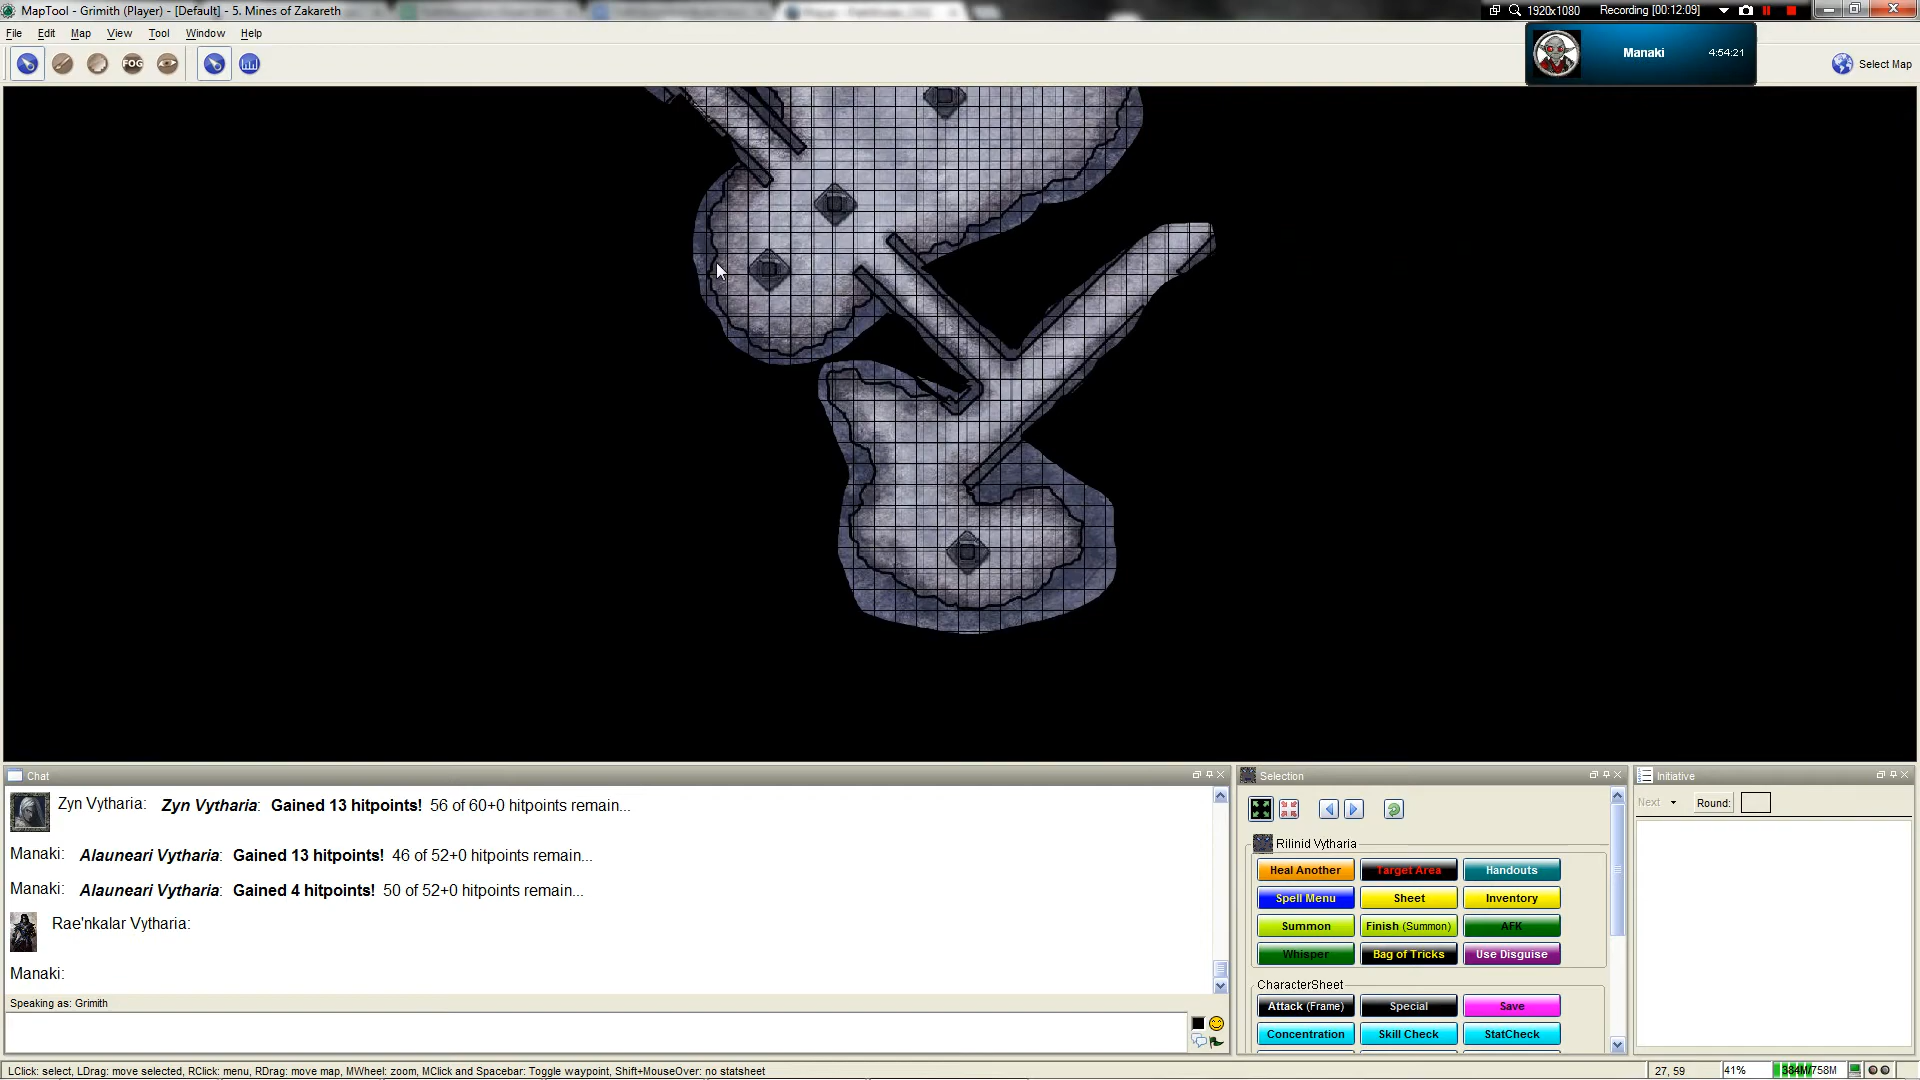 MapTool - Grimith (Player) - [Default] - 5. Mines of Zakareth
1920x1080
Recording [00:12:09]
File Edit Map View Tool Window Help
FOG
Manaki
4:54:21
Select Map
Chat
Zyn Vytharia: Zyn Vytharia: Gained 13 hitpoints! 56 of 60+0 hitpoints remain...
Manaki: Alauneari Vytharia: Gained 13 hitpoints! 46 of 52+0 hitpoints remain...
Manaki: Alauneari Vytharia: Gained 4 hitpoints! 50 of 52+0 hitpoints remain...
Rae'nkalar Vytharia:
Manaki:
Speaking as: Grimith
Selection
Rilinid Vytharia
Heal Another Target Area Handouts
Spell Menu Sheet Inventory
Summon Finish (Summon) AFK
Whisper Bag of Tricks Use Disguise
CharacterSheet
Attack (Frame) Special Save
Concentration Skill Check StatCheck
Initiative
Next Round:
LClick: select, LDrag: move selected, RClick: menu, RDrag: move map, MWheel: zoom, MClick and Spacebar: Toggle waypoint, Shift+MouseOver: no statsheet
27, 59
41%
384M/758M